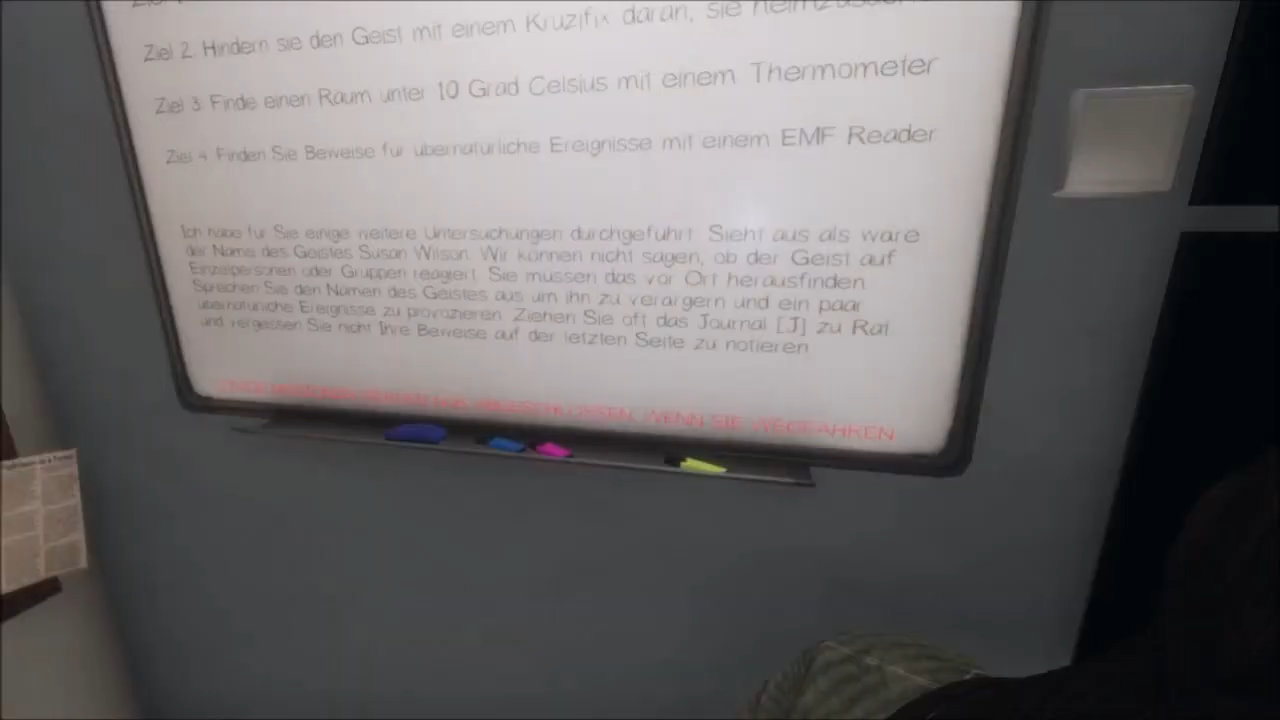 Ziel 2. Hindern sie den Geist mit einem Kruzifix daran, sie
Ziel 3. Finde einen Raum unter 10 Grad Celsius mit einem Thermometer
Ziel 4. Finden Sie Beweise für übernatürliche Ereignisse mit einem EMF Reader
Ich habe für Sie einige weitere Untersuchungen durchgeführt. Sieht aus als wäre
der Name des Geistes Susan Wilson. Wir können nicht sagen, ob der Geist auf
Einzelpersonen oder Gruppen reagiert. Sie müssen das vor Ort herausfinden.
Sprechen Sie den Namen des Geistes aus um ihn zu verärgern und ein paar
übernatürliche Ereignisse zu provozieren. Ziehen Sie oft das Journal [J] zu Rat
und vergessen Sie nicht Ihre Beweise auf der letzten Seite zu notieren.
ABGESCHLOSSEN, WENN SIE WEGFAHREN